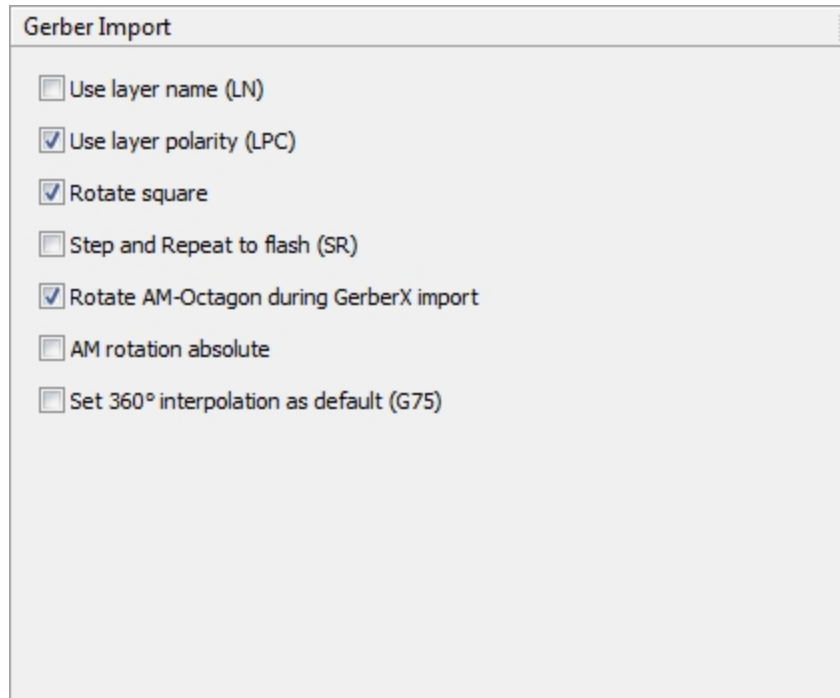 Gerber Import
Use layer name (LN)
Use layer polarity (LPC)
Rotate square
Step and Repeat to flash (SR)
Rotate AM-Octagon during GerberX import
AM rotation absolute
Set 360° interpolation as default (G75)